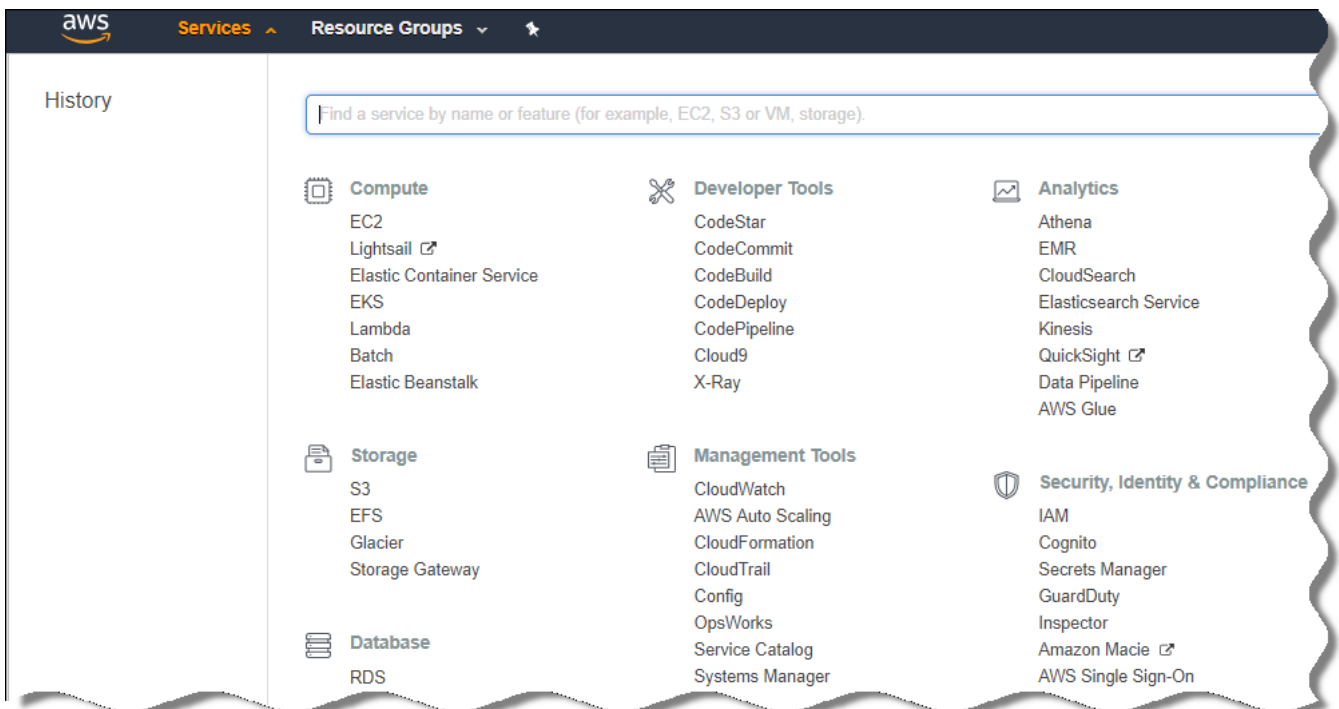 aws
Services
Resource Groups
History
Find a service by name or feature (for example, EC2, S3 or VM, storage).
Compute
EC2
Lightsail
Elastic Container Service
EKS
Lambda
Batch
Elastic Beanstalk
Storage
S3
EFS
Glacier
Storage Gateway
Database
RDS
Developer Tools
CodeStar
CodeCommit
CodeBuild
CodeDeploy
CodePipeline
Cloud9
X-Ray
Management Tools
CloudWatch
AWS Auto Scaling
CloudFormation
CloudTrail
Config
OpsWorks
Service Catalog
Systems Manager
Analytics
Athena
EMR
CloudSearch
Elasticsearch Service
Kinesis
QuickSight
Data Pipeline
AWS Glue
Security, Identity & Compliance
IAM
Cognito
Secrets Manager
GuardDuty
Inspector
Amazon Macie
AWS Single Sign-On